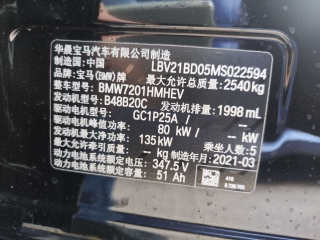 华晨宝马汽车有限公司制造
制造国:中国 LBV21BD05MS022594
品牌:宝马(BMW)牌 最大允许总质量:2540kg
整车型号:BMW7201HMHEV
发动机型号:B48B20C 发动机排量:1998 mL
驱动电机型号: GC1P25A / --
驱动电机峰值功率: 80 kW / -- kW
发动机最大净功率: 135kW 乘坐人数:5
最大允许牵引质量: -- kg 制造年月:2021-03
动力电池系统额定电压: 347.5 V
动力电池系统额定容量: 51 Ah